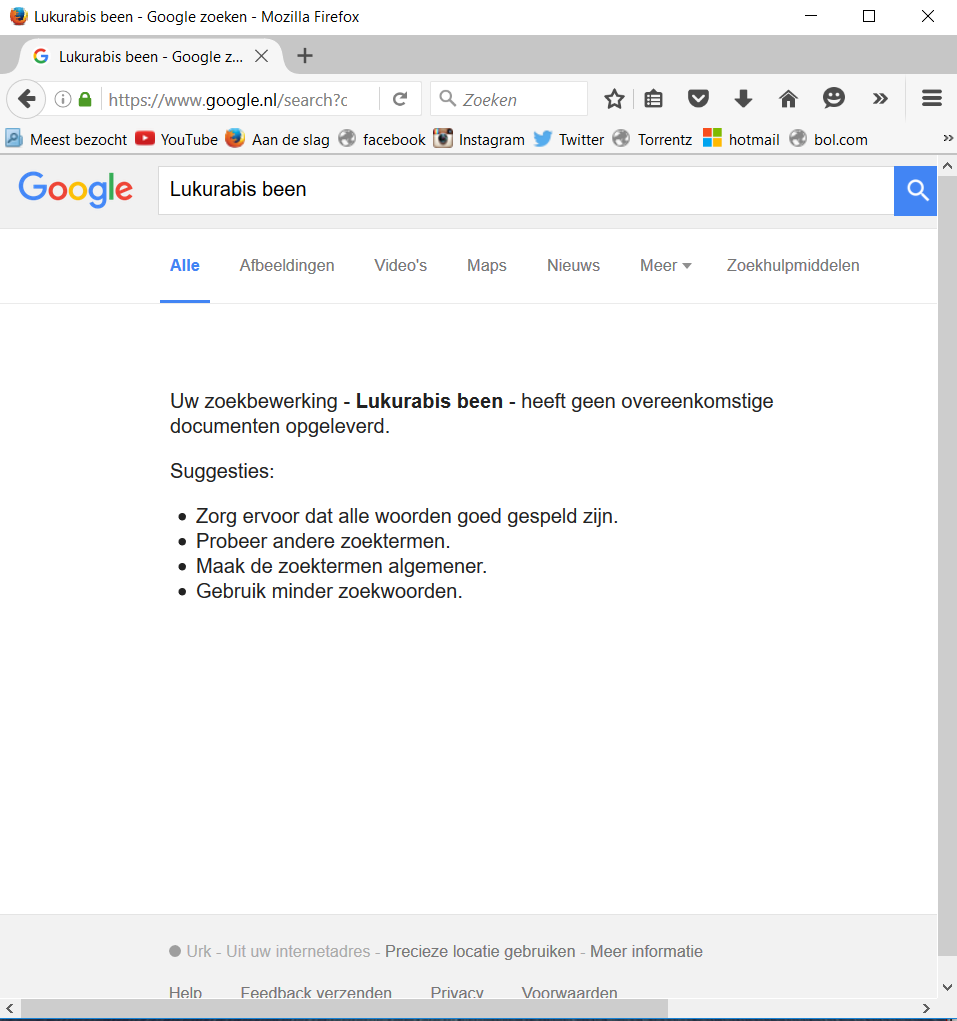 Lukurabis been - Google zoeken - Mozilla Firefox
Lukurabis been - Google z...
https://www.google.nl/search?c
Zoeken
Meest bezocht YouTube Aan de slag facebook Instagram Twitter Torrentz hotmail bol.com
Google Lukurabis been
Alle Afbeeldingen Video's Maps Nieuws Meer Zoekhulpmiddelen
Uw zoekbewerking - Lukurabis been - heeft geen overeenkomstige
documenten opgeleverd.
Suggesties:
Zorg ervoor dat alle woorden goed gespeld zijn.
Probeer andere zoektermen.
Maak de zoektermen algemener.
Gebruik minder zoekwoorden.
Urk - Uit uw internetadres - Precieze locatie gebruiken - Meer informatie
Help Feedback verzenden Privacy Voorwaarden